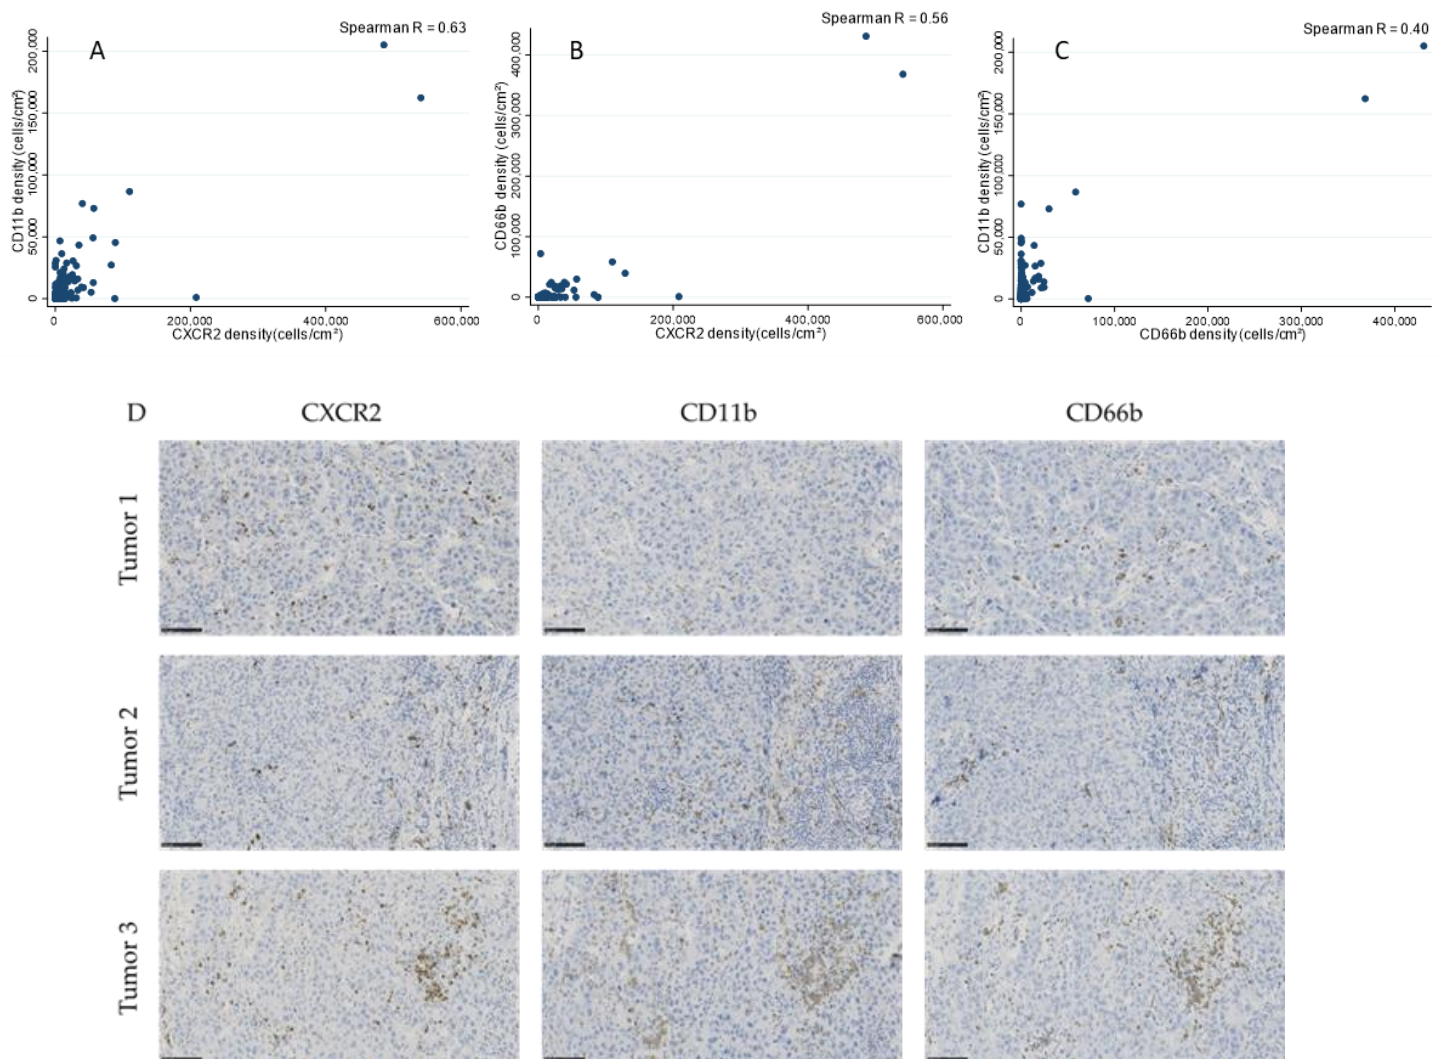 Spearman R = 0.63
A
CD11b density (cells/cm²)
200,000
150,000
100,000
50,000
0
0
200,000
400,000
600,000
CXCR2 density(cells/cm²)
Spearman R = 0.56
B
CD66b density (cells/cm²)
400,000
300,000
200,000
100,000
0
0
200,000
400,000
600,000
CXCR2 density(cells/cm²)
Spearman R = 0.40
C
CD11b density (cells/cm²)
200,000
150,000
100,000
50,000
0
0
100,000
200,000
300,000
400,000
CD66b density(cells/cm²)
D
CXCR2
CD11b
CD66b
Tumor 1
Tumor 2
Tumor 3